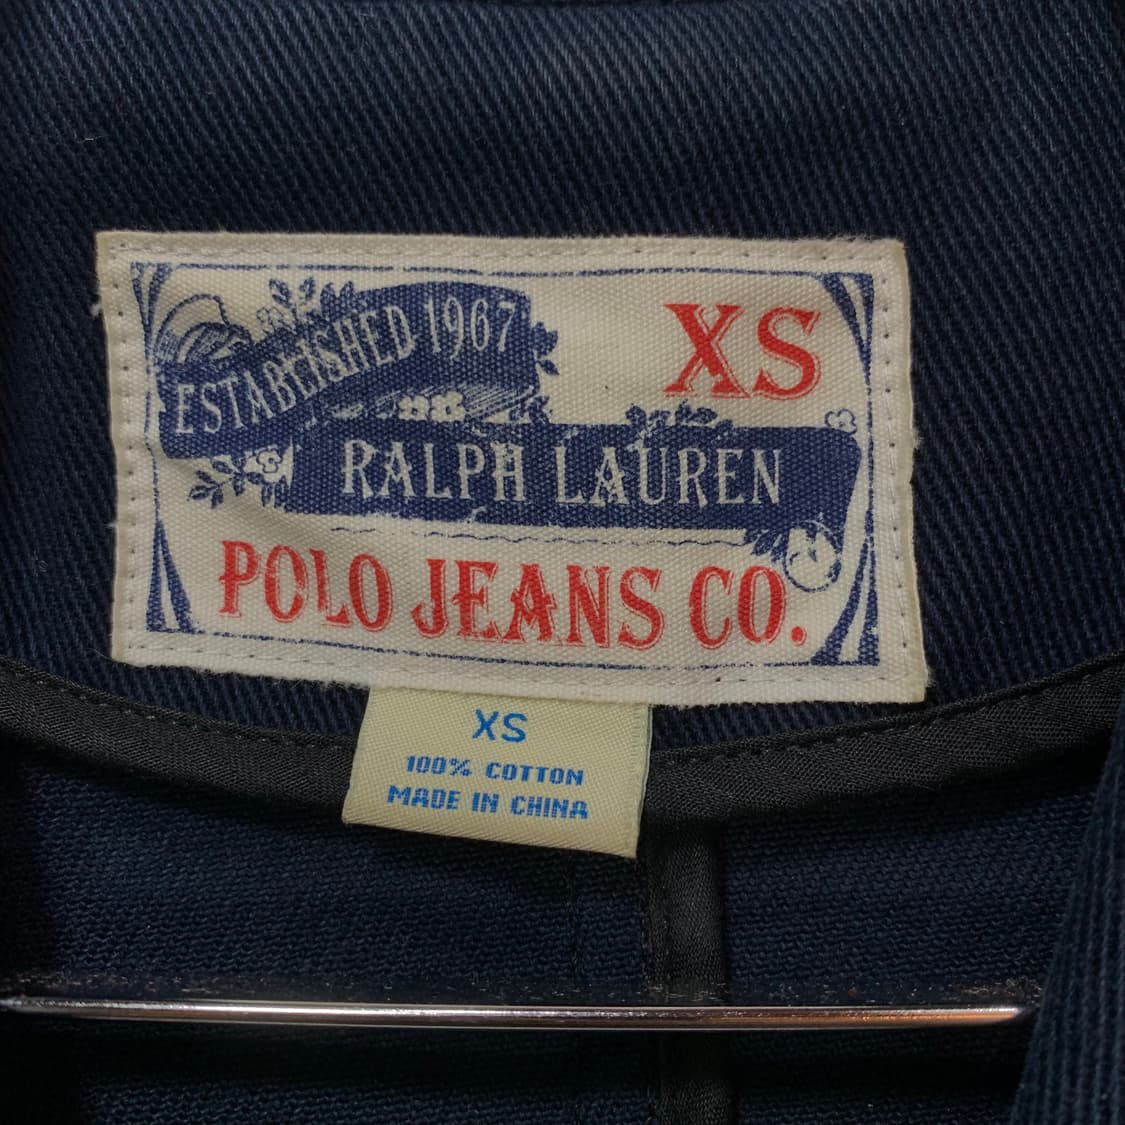 ESTABLISHED 1967
XS
RALPH LAUREN
POLO JEANS CO.
XS
100% COTTON
MADE IN CHINA